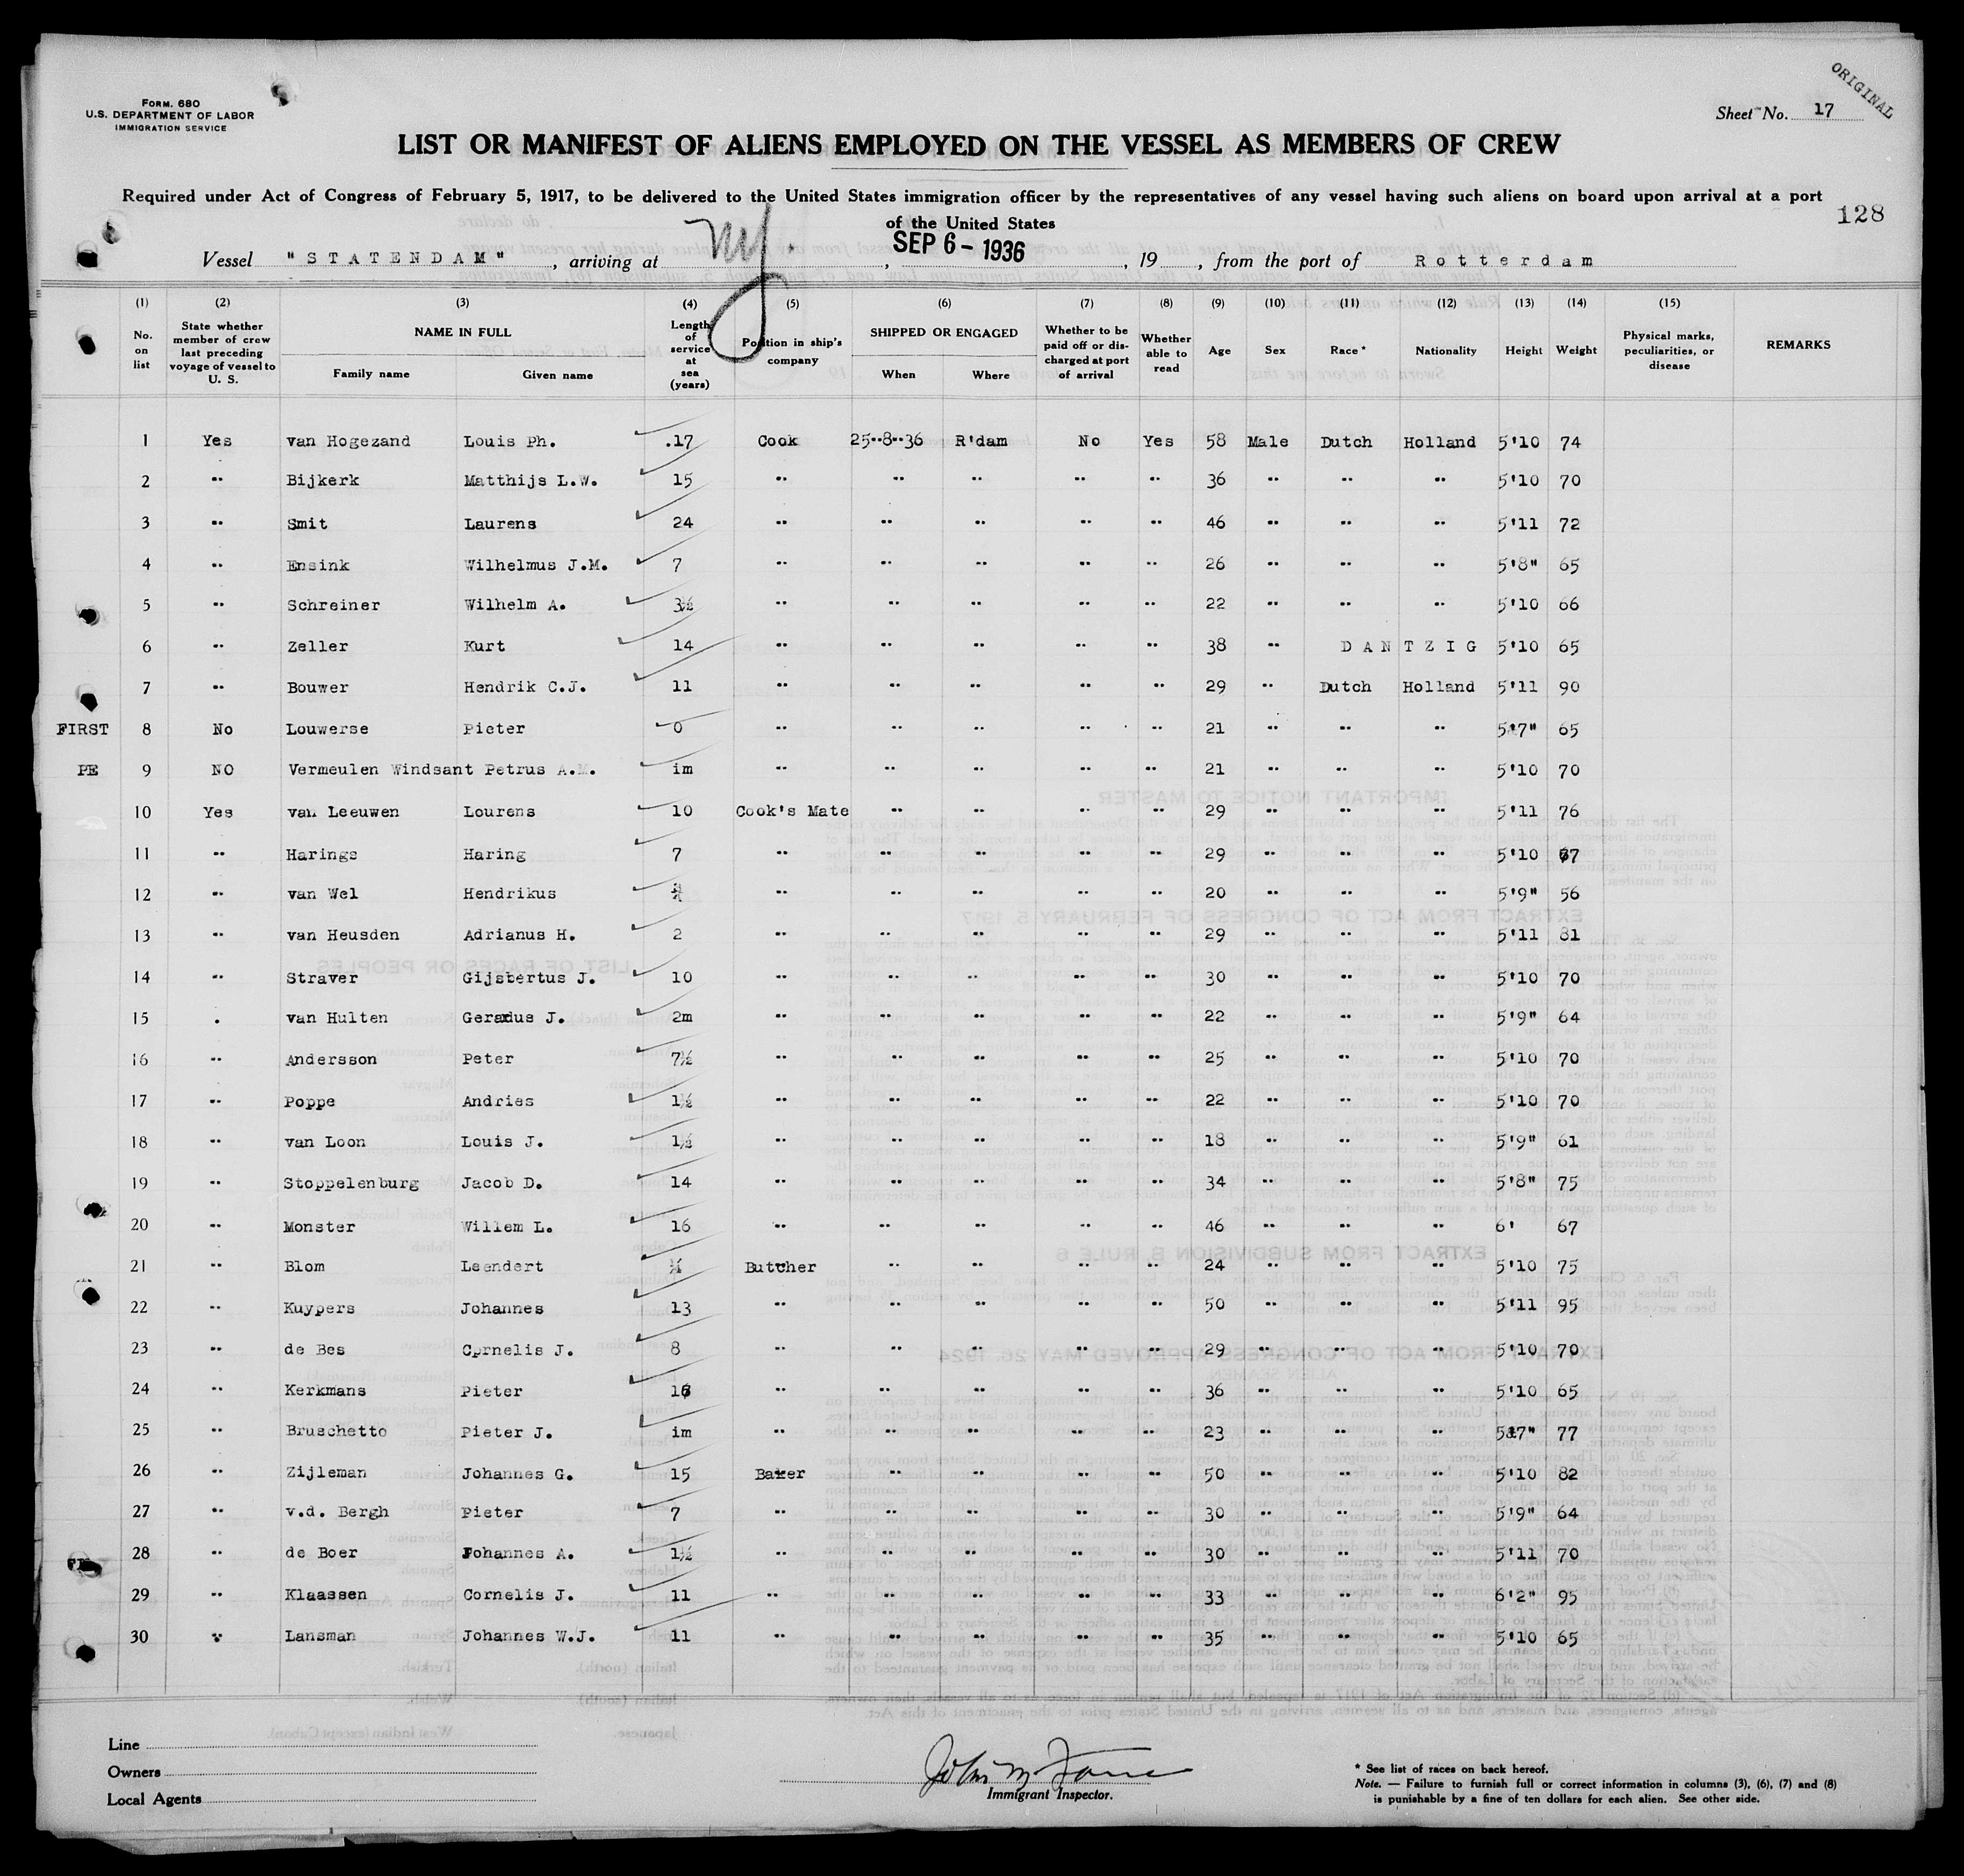 FORM. 680
U.S. DEPARTMENT OF LABOR
IMMIGRATION SERVICE
ORIGINAL
Sheet No. 17
LIST OR MANIFEST OF ALIENS EMPLOYED ON THE VESSEL AS MEMBERS OF CREW
Required under Act of Congress of February 5, 1917, to be delivered to the United States immigration officer by the representatives of any vessel having such aliens on board upon arrival at a port
of the United States
128
Vessel "STATENDAM", arriving at NY., SEP 6 - 1936, 19 , from the port of Rotterdam
(1) (2) (3) (4) (5) (6) (7) (8) (9) (10) (11) (12) (13) (14) (15)
No. on list
State whether member of crew last preceding voyage of vessel to U. S.
NAME IN FULL
Family name
Given name
Length of service at sea (years)
Position in ship's company
SHIPPED OR ENGAGED
When
Where
Whether to be paid off or discharged at port of arrival
Whether able to read
Age
Sex
Race *
Nationality
Height
Weight
Physical marks, peculiarities, or disease
REMARKS
1 Yes van Hogezand Louis Ph. .17 Cook 25--8--36 R'dam No Yes 58 Male Dutch Holland 5'10 74
2 " Bijkerk Matthijs L.W. 15 " " " " " 36 " " " 5'10 70
3 " Smit Laurens 24 " " " " " 46 " " " 5'11 72
4 " Ensink Wilhelmus J.M. 7 " " " " " 26 " " " 5'8" 65
5 " Schreiner Wilhelm A. 3½ " " " " " 22 " " " 5'10 66
6 " Zeller Kurt 14 " " " " " 38 " DANTZIG 5'10 65
7 " Bouwer Hendrik C.J. 11 " " " " " 29 " Dutch Holland 5'11 90
FIRST 8 No Louwerse Pieter 0 " " " " " 21 " " " 5'7" 65
PE 9 NO Vermeulen Windsant Petrus A.M. im " " " " " 21 " " " 5'10 70
10 Yes van Leeuwen Lourens 10 Cook's Mate " " " " 29 " " " 5'11 76
11 " Harings Haring 7 " " " " " 29 " " " 5'10 67
12 " van Wel Hendrikus " " " " " 20 " " " 5'9" 56
13 " van Heusden Adrianus H. 2 " " " " " 29 " " " 5'11 81
14 " Straver Gijsbertus J. 10 " " " " " 30 " " " 5'10 70
15 . van Hulten Gerardus J. 2m " " " " " 22 " " " 5'9" 64
16 " Andersson Peter 7½ " " " " " 25 " " " 5'10 70
17 " Poppe Andries 1½ " " " " " 22 " " " 5'10 70
18 " van Loon Louis J. 1½ " " " " " 18 " " " 5'9" 61
19 " Stoppelenburg Jacob D. 14 " " " " " 34 " " " 5'8" 75
20 " Monster Willem L. 16 " " " " " 46 " " " 6' 67
21 " Blom Leendert Butcher " " " " 24 " " " 5'10 75
22 " Kuypers Johannes 13 " " " " " 50 " " " 5'11 95
23 " de Bes Cornelis J. 8 " " " " " 29 " " " 5'10 70
24 " Kerkmans Pieter " " " " " 36 " " " 5'10 65
25 " Bruschetto Pieter J. im " " " " " 23 " " " 5'7" 77
26 " Zijleman Johannes G. 15 Baker " " " " 50 " " " 5'10 82
27 " v.d. Bergh Pieter 7 " " " " " 30 " " " 5'9" 64
28 " de Boer Johannes A. 1½ " " " " " 30 " " " 5'11 70
29 " Klaassen Cornelis J. 11 " " " " " 33 " " " 6'2" 95
30 " Lansman Johannes W.J. 11 " " " " " 35 " " " 5'10 65
Line
Owners
Local Agents
Immigrant Inspector.
* See list of races on back hereof.
Note. — Failure to furnish full or correct information in columns (3), (6), (7) and (8)
is punishable by a fine of ten dollars for each alien. See other side.